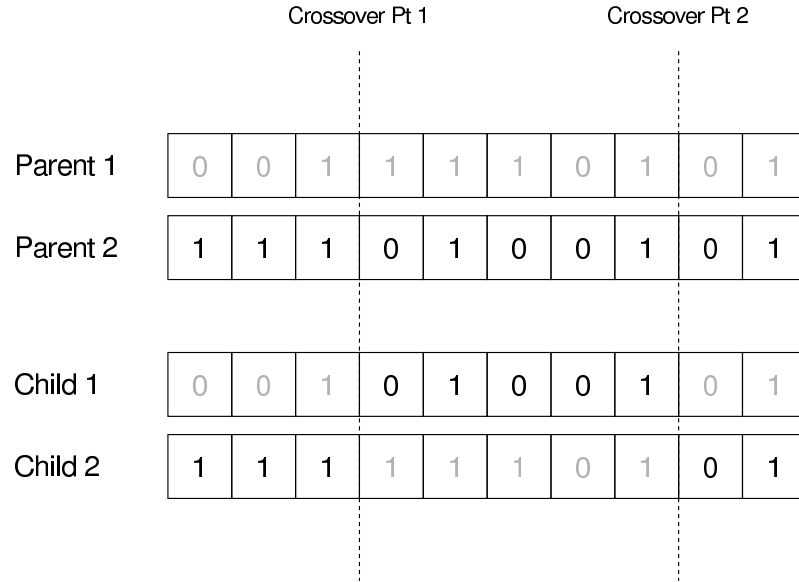 Crossover Pt 1 Crossover Pt 2
Parent 1 0 0 1 1 1 1 0 1 0 1
Parent 2 1 1 1 0 1 0 0 1 0 1
Child 1 0 0 1 0 1 0 0 1 0 1
Child 2 1 1 1 1 1 1 0 1 0 1